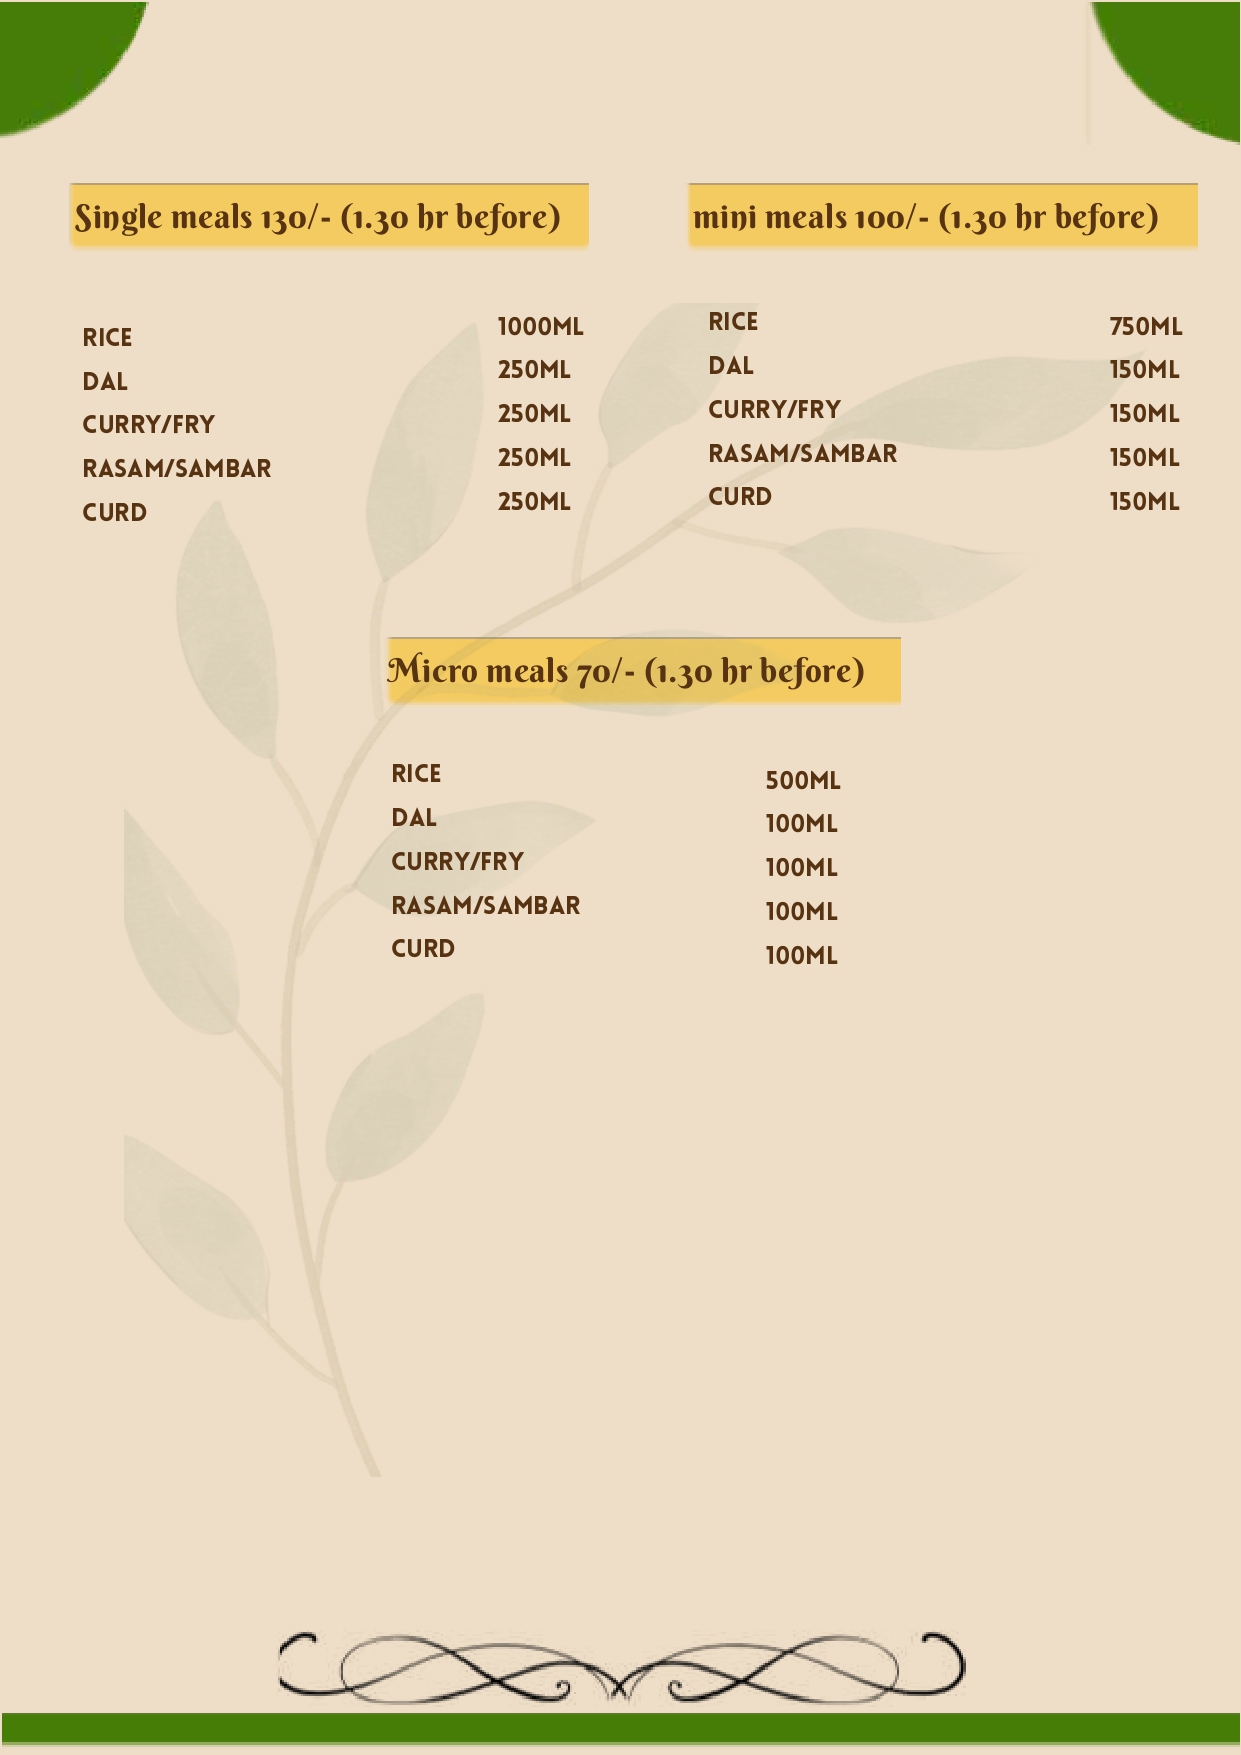 Single meals 130/- (1.30 hr before)
RICE 1000ML
DAL 250ML
CURRY/FRY 250ML
RASAM/SAMBAR 250ML
CURD 250ML
mini meals 100/- (1.30 hr before)
RICE 750ML
DAL 150ML
CURRY/FRY 150ML
RASAM/SAMBAR 150ML
CURD 150ML
Micro meals 70/- (1.30 hr before)
RICE 500ML
DAL 100ML
CURRY/FRY 100ML
RASAM/SAMBAR 100ML
CURD 100ML